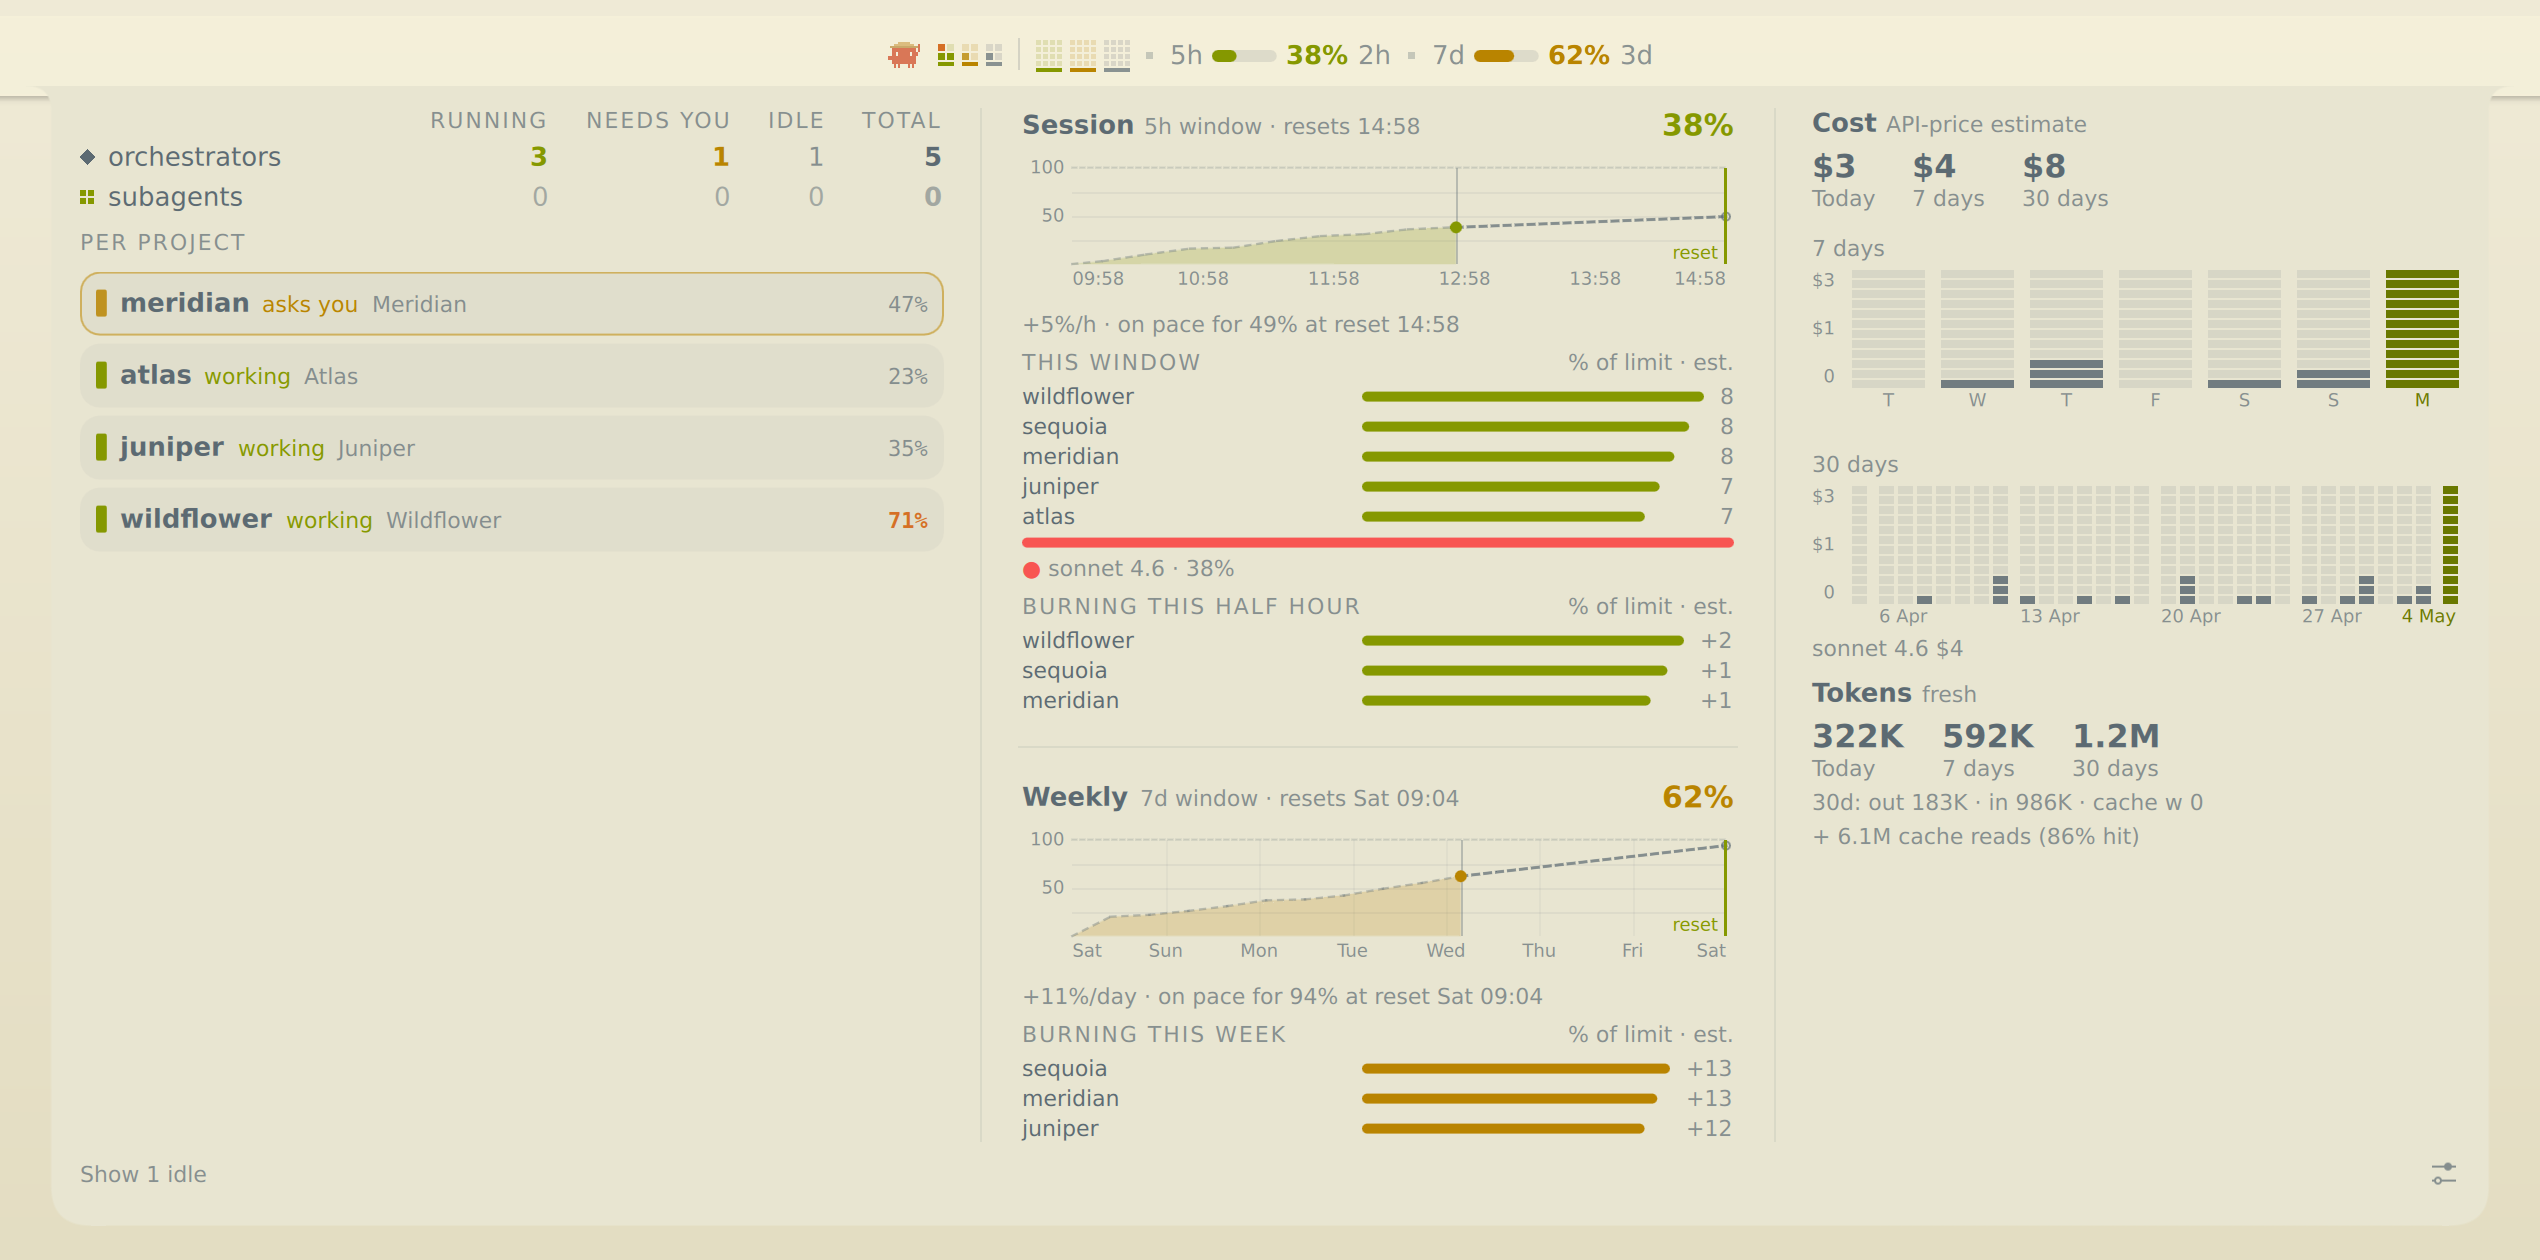 5h 38% 2h 7d 62% 3d
RUNNING NEEDS YOU IDLE TOTAL
orchestrators 3 1 1 5
subagents 0 0 0 0
PER PROJECT
meridian asks you Meridian 47%
atlas working Atlas 23%
juniper working Juniper 35%
wildflower working Wildflower 71%
Show 1 idle
Session 5h window · resets 14:58 38%
100
50
reset
09:58 10:58 11:58 12:58 13:58 14:58
+5%/h · on pace for 49% at reset 14:58
THIS WINDOW % of limit · est.
wildflower 8
sequoia 8
meridian 8
juniper 7
atlas 7
sonnet 4.6 · 38%
BURNING THIS HALF HOUR % of limit · est.
wildflower +2
sequoia +1
meridian +1
Weekly 7d window · resets Sat 09:04 62%
100
50
reset
Sat Sun Mon Tue Wed Thu Fri Sat
+11%/day · on pace for 94% at reset Sat 09:04
BURNING THIS WEEK % of limit · est.
sequoia +13
meridian +13
juniper +12
Cost API-price estimate
$3 $4 $8
Today 7 days 30 days
7 days
$3
$1
0
T W T F S S M
30 days
$3
$1
0
6 Apr 13 Apr 20 Apr 27 Apr 4 May
sonnet 4.6 $4
Tokens fresh
322K 592K 1.2M
Today 7 days 30 days
30d: out 183K · in 986K · cache w 0
+ 6.1M cache reads (86% hit)